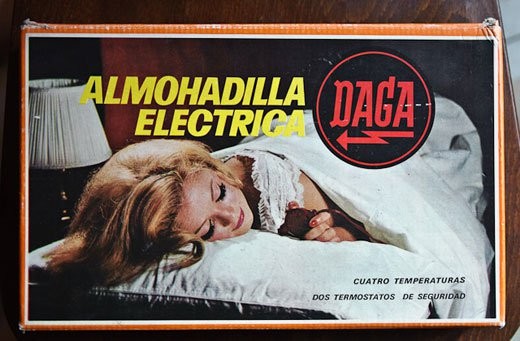 ALMOHADILLA
ELECTRICA
DAGA
CUATRO TEMPERATURAS
DOS TERMOSTATOS DE SEGURIDAD